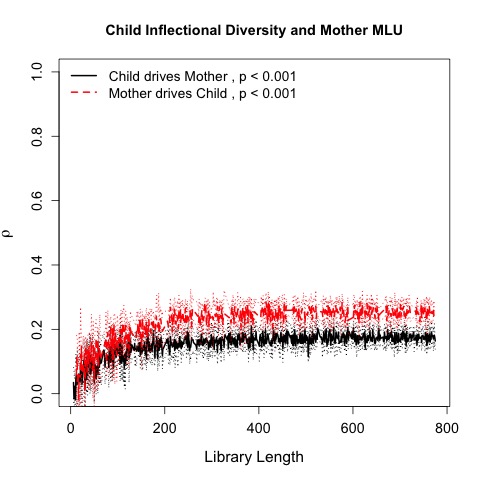 Child Inflectional Diversity and Mother MLU
Child drives Mother , p < 0.001
Mother drives Child , p < 0.001
1.0
0.8
0.6
0.4
0.2
0.0
ρ
0 200 400 600 800
Library Length